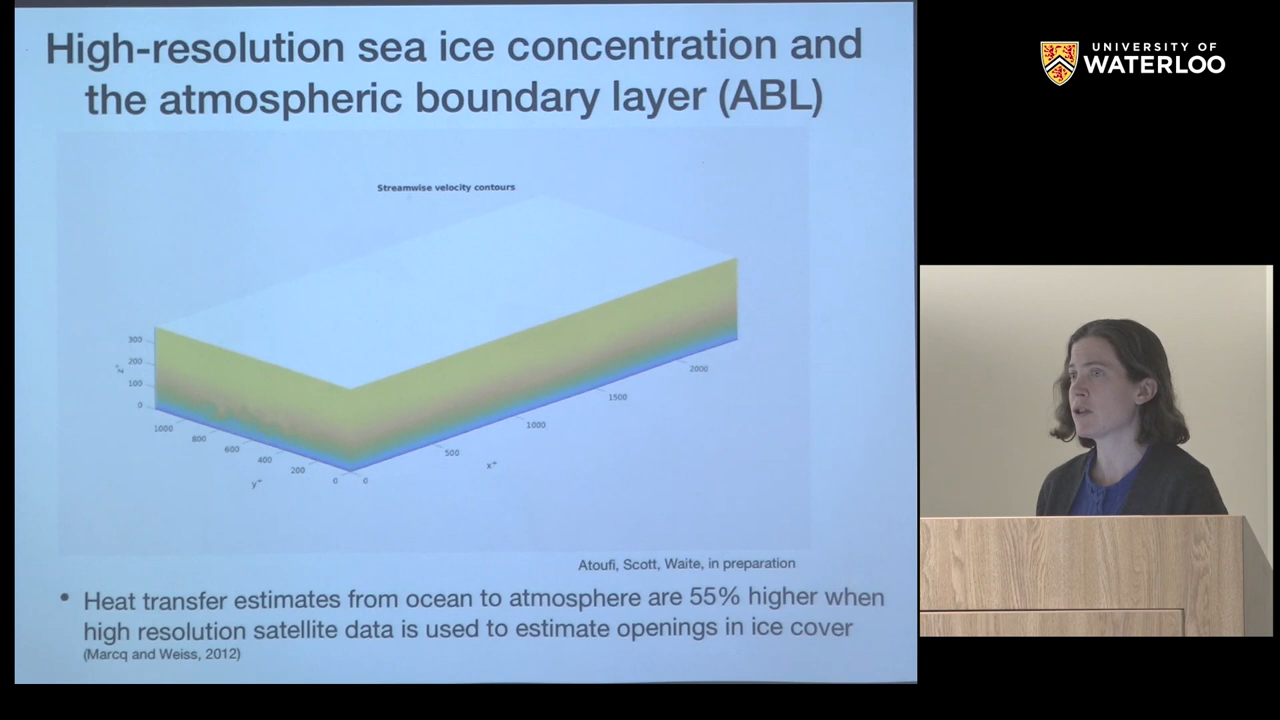 High-resolution sea ice concentration and
the atmospheric boundary layer (ABL)
UNIVERSITY OF
WATERLOO
Streamwise velocity contours
300
200
100
0
z⁺
1000
800
600
400
200
0
y⁺
0
500
1000
1500
2000
x⁺
Atoufi, Scott, Waite, in preparation
• Heat transfer estimates from ocean to atmosphere are 55% higher when
high resolution satellite data is used to estimate openings in ice cover
(Marcq and Weiss, 2012)